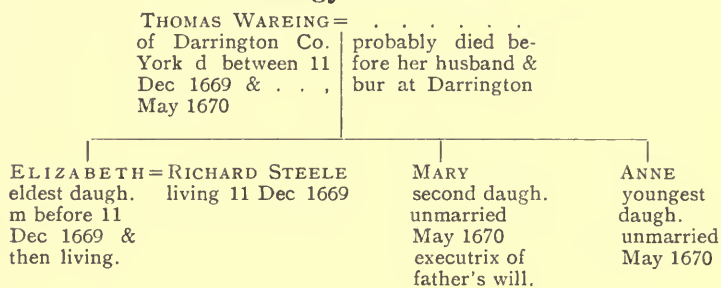 THOMAS WAREING = . . . . . .
of Darrington Co.
York d between 11
Dec 1669 & . . ,
May 1670
probably died be-
fore her husband &
bur at Darrington
ELIZABETH = RICHARD STEELE
eldest daugh.
m before 11
Dec 1669 &
then living.
living 11 Dec 1669
MARY
second daugh.
unmarried
May 1670
executrix of
father's will.
ANNE
youngest
daugh.
unmarried
May 1670